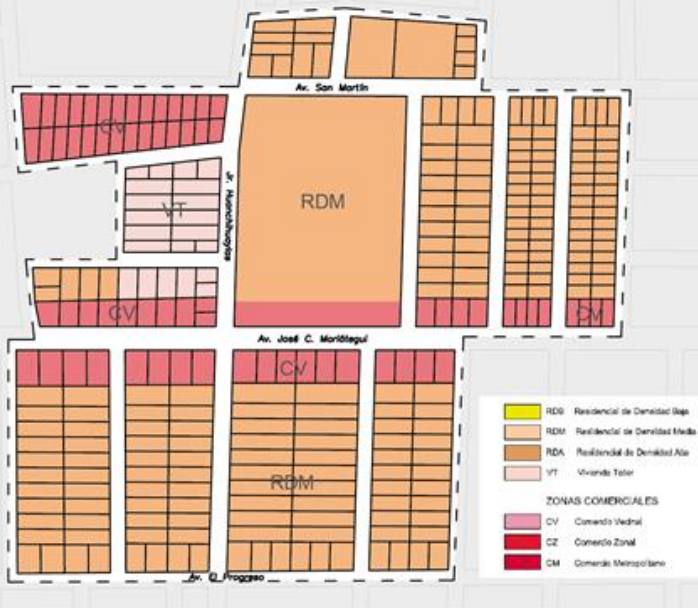 Av. San Martín
CV
Jr. Huanchihuaylas
RDM
VT
CV
CV
Av. José C. Mariátegui
CV
RDM
Av. El Progreso
RDB Residencial de Densidad Baja
RDM Residencial de Densidad Media
RDA Residencial de Densidad Alta
VT Vivienda Taller
ZONAS COMERCIALES
CV Comercio Vecinal
CZ Comercio Zonal
CM Comercio Metropolitano